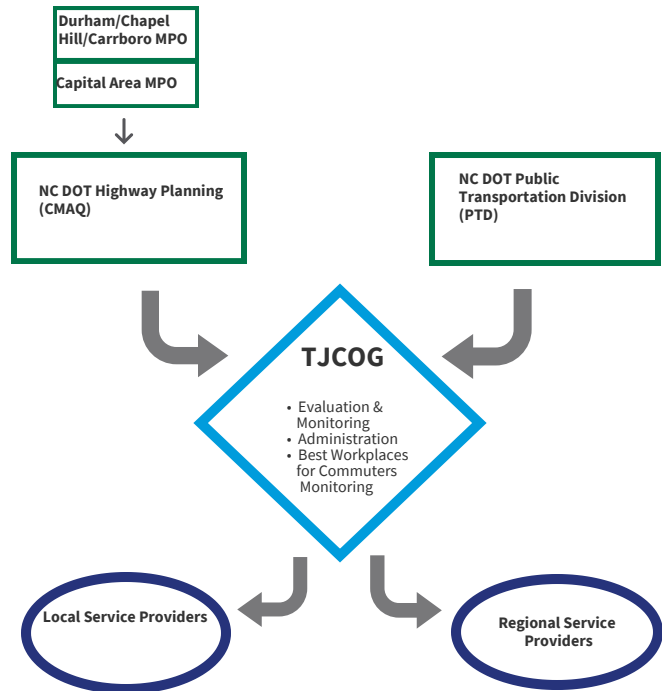 Durham/Chapel
Hill/Carrboro MPO
Capital Area MPO
NC DOT Highway Planning
(CMAQ)
NC DOT Public
Transportation Division
(PTD)
TJCOG
• Evaluation &
Monitoring
• Administration
• Best Workplaces
for Commuters
Monitoring
Local Service Providers
Regional Service
Providers